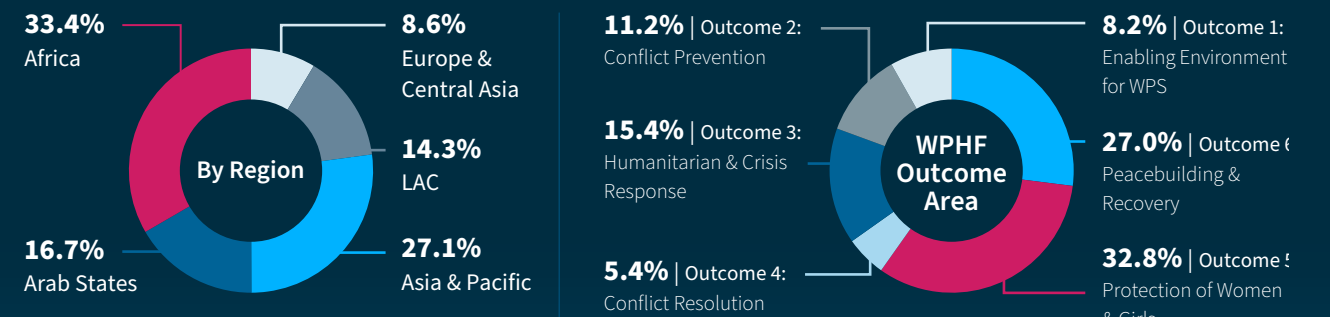 33.4%
Africa
8.6%
Europe &
Central Asia
14.3%
LAC
By Region
16.7%
Arab States
27.1%
Asia & Pacific
11.2% | Outcome 2:
Conflict Prevention
15.4% | Outcome 3:
Humanitarian & Crisis
Response
5.4% | Outcome 4:
Conflict Resolution
WPHF
Outcome
Area
8.2% | Outcome 1:
Enabling Environment
for WPS
27.0% | Outcome
Peacebuilding &
Recovery
32.8% | Outcome
Protection of Women